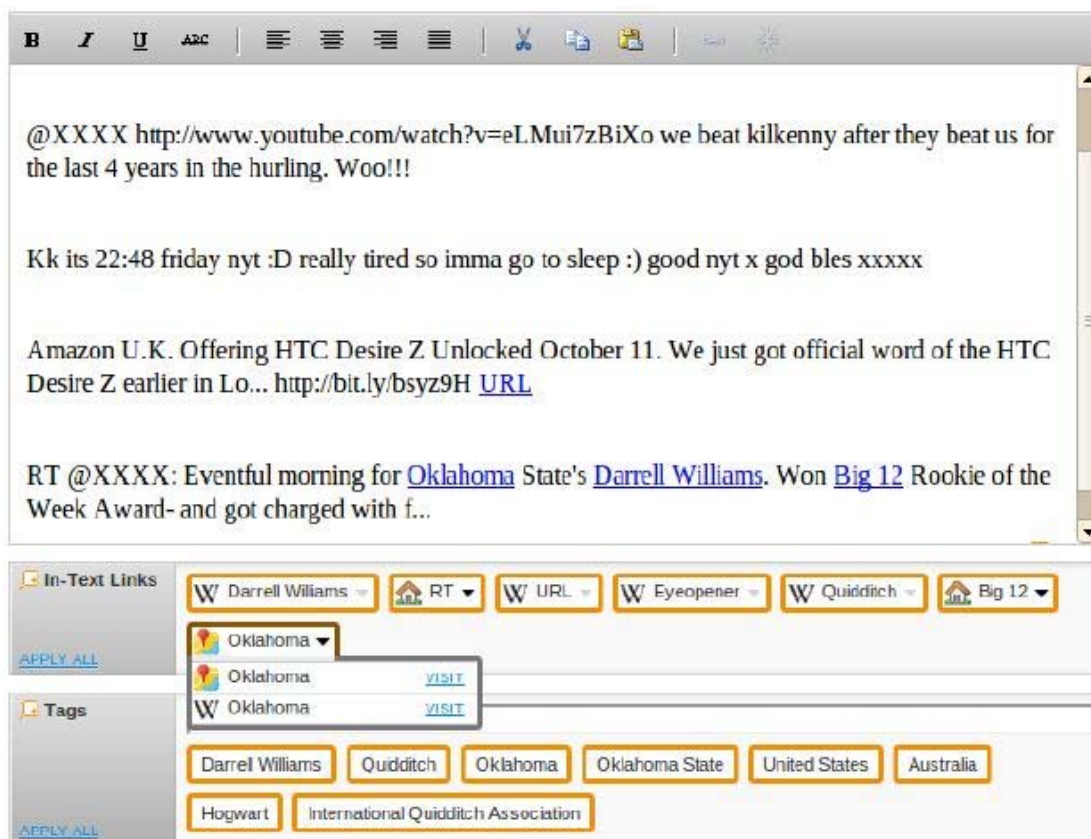 B I U ABC
@XXXX http://www.youtube.com/watch?v=eLMui7zBiXo we beat kilkenny after they beat us for
the last 4 years in the hurling. Woo!!!
Kk its 22:48 friday nyt :D really tired so imma go to sleep :) good nyt x god bles xxxxx
Amazon U.K. Offering HTC Desire Z Unlocked October 11. We just got official word of the HTC
Desire Z earlier in Lo... http://bit.ly/bsyz9H URL
RT @XXXX: Eventful morning for Oklahoma State's Darrell Williams. Won Big 12 Rookie of the
Week Award- and got charged with f...
In-Text Links
W Darrell Williams RT W URL W Eyeopener W Quidditch Big 12
Oklahoma
APPLY ALL
Oklahoma VISIT
W Oklahoma VISIT
Tags
Darrell Williams Quidditch Oklahoma Oklahoma State United States Australia
Hogwart International Quidditch Association
APPLY ALL